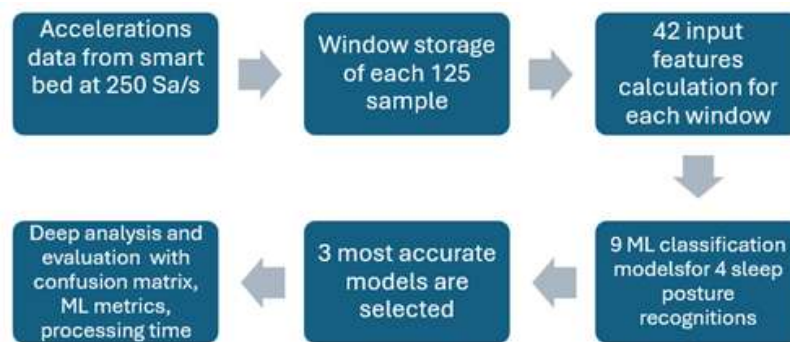 Accelerations
data from smart
bed at 250 Sa/s
Window storage
of each 125
sample
42 input
features
calculation for
each window
9 ML classification
modelsfor 4 sleep
posture
recognitions
3 most accurate
models are
selected
Deep analysis and
evaluation with
confusion matrix,
ML metrics,
processing time